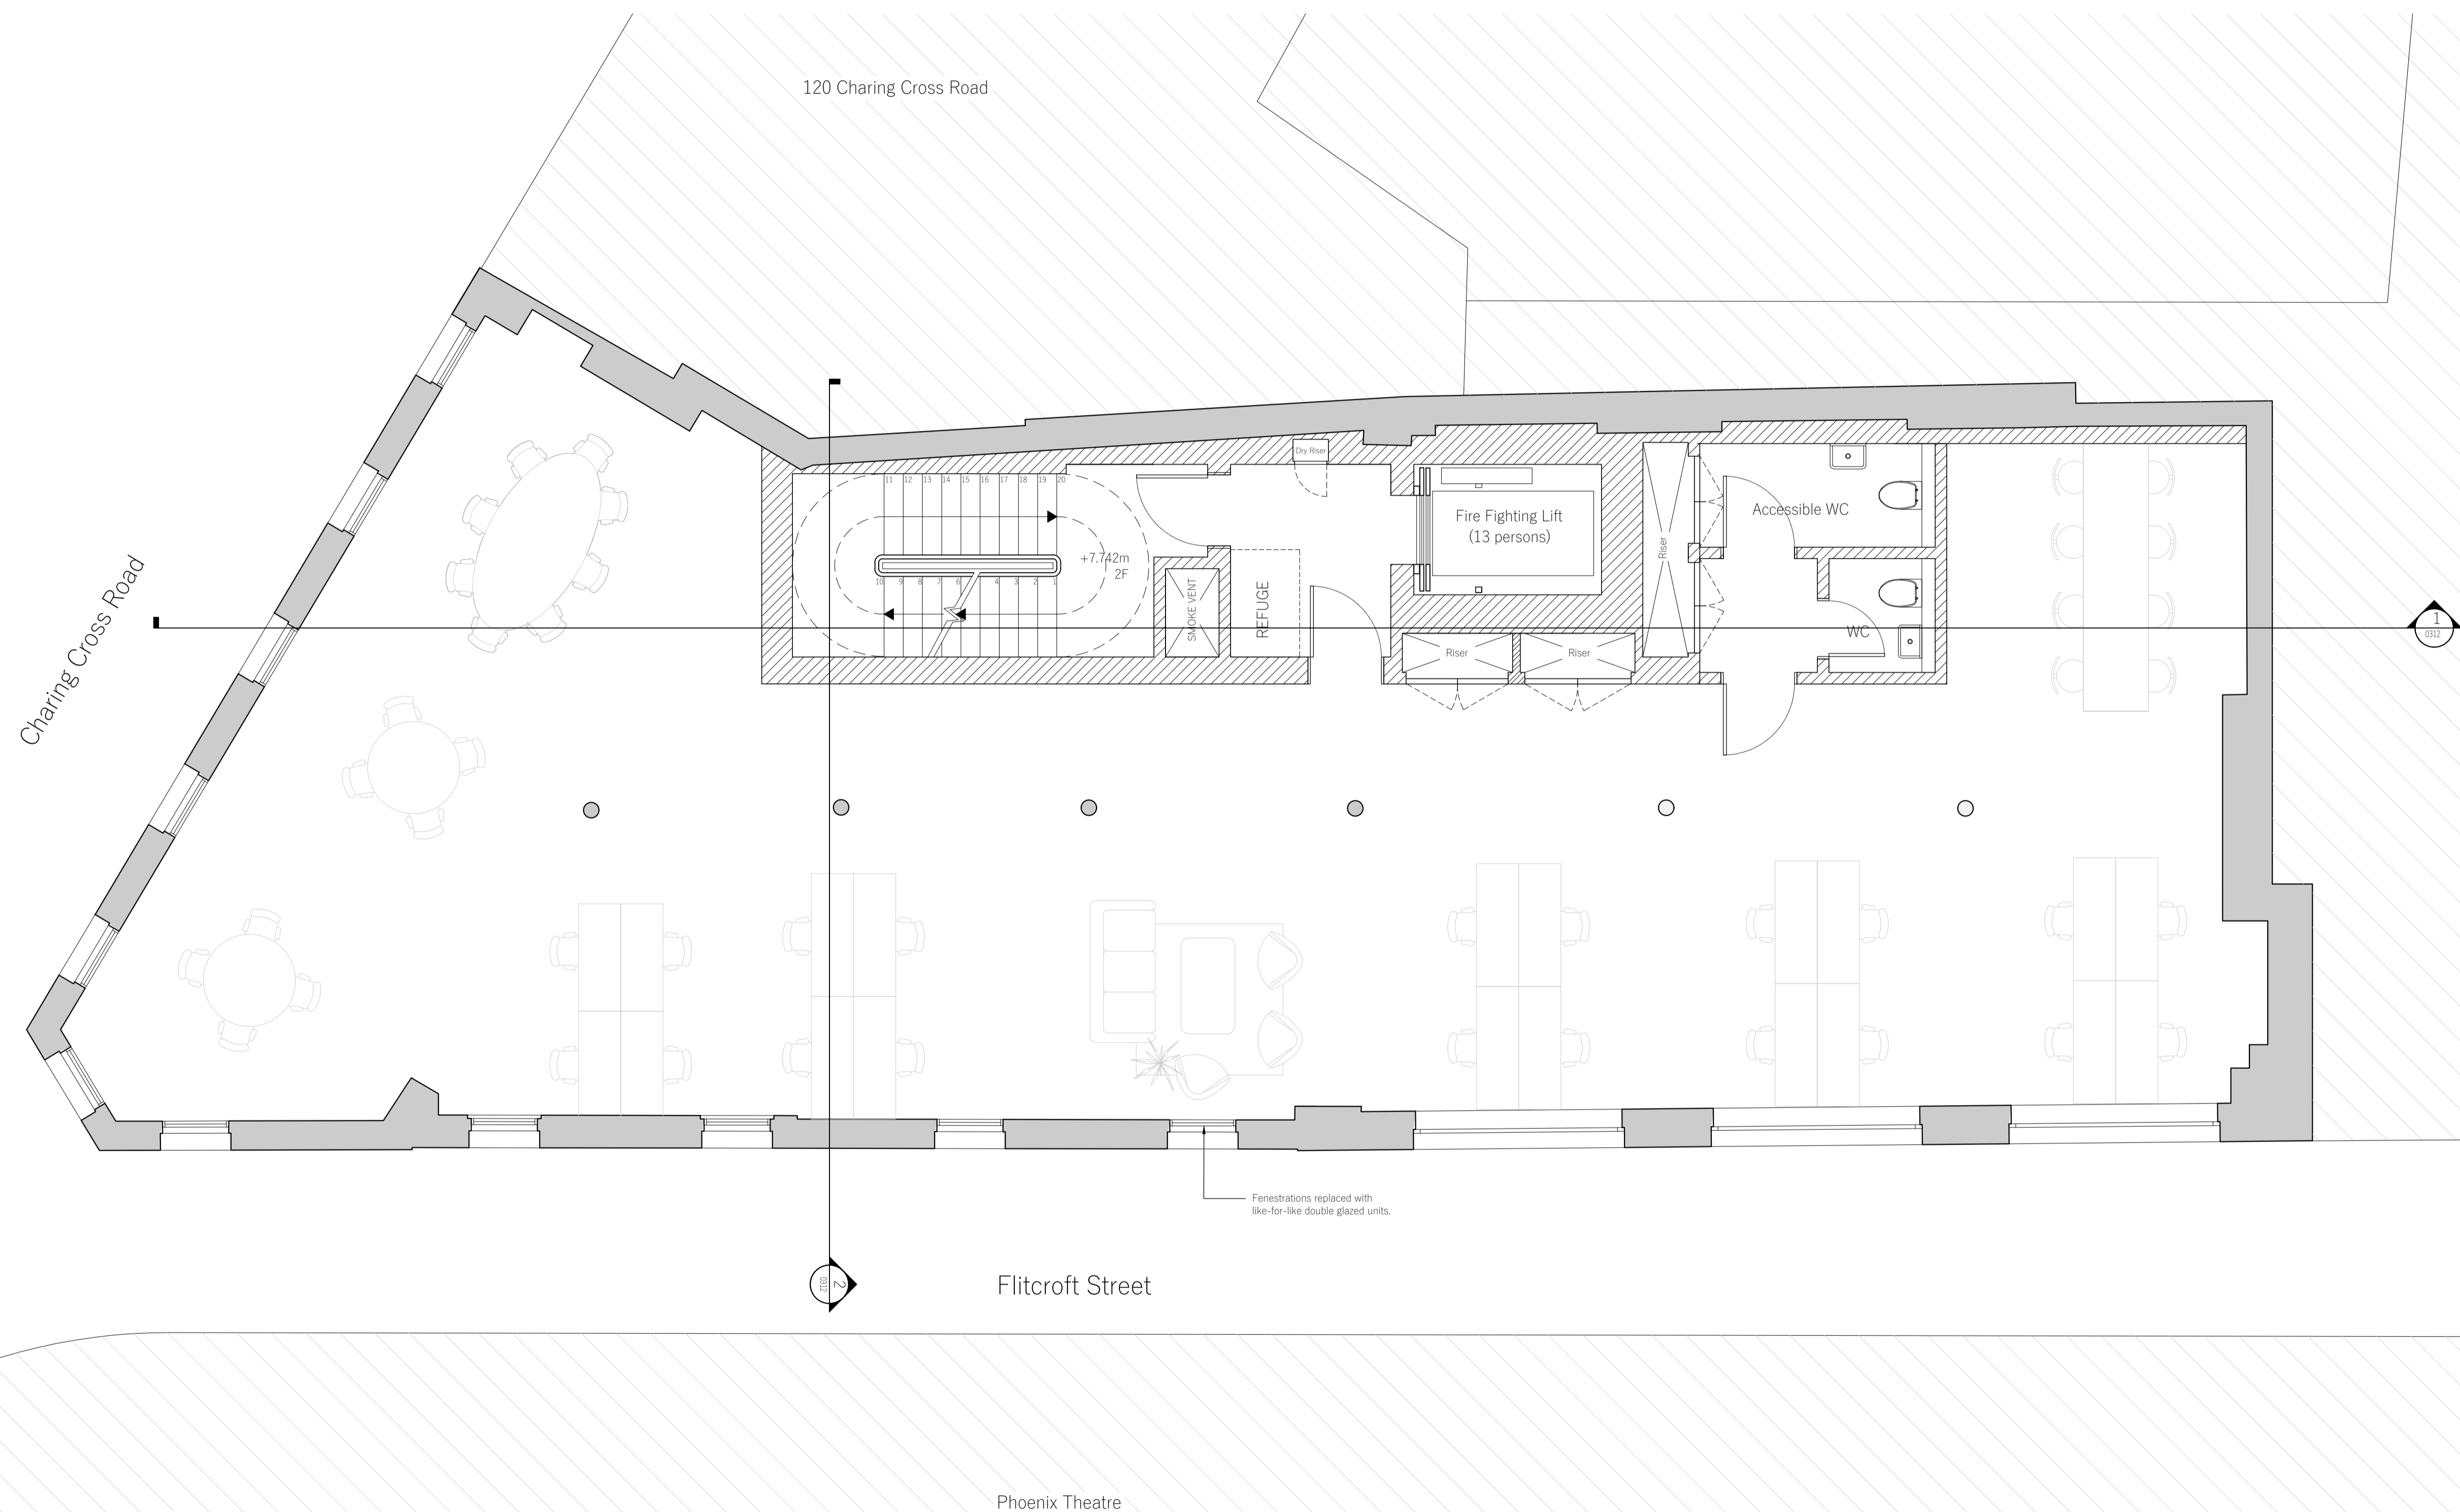 120 Charing Cross Road
Charing Cross Road
11 12 13 14 15 16 17 18 19 20
10 9 8 7 6 4 3 2 1
+7.742m
2F
SMOKE VENT
REFUGE
Dry Riser
Fire Fighting Lift
(13 persons)
Riser
Riser
Riser
Accessible WC
WC
1
0312
Fenestrations replaced with
like-for-like double glazed units.
2
0312
Flitcroft Street
Phoenix Theatre